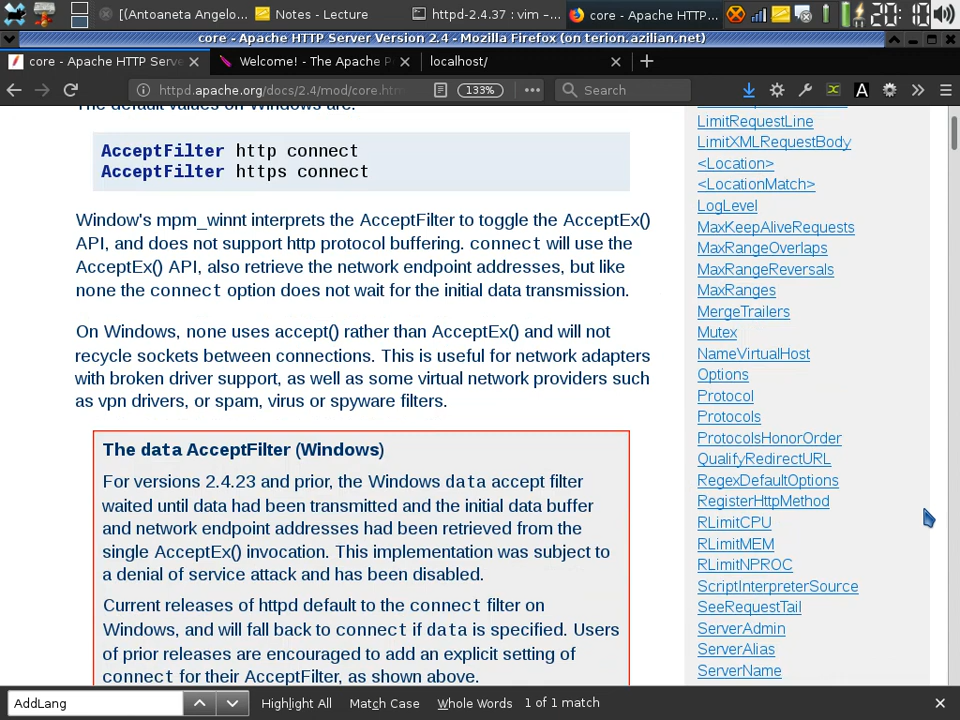 [(Antoaneta Angelo...
Notes - Lecture
httpd-2.4.37 : vim –...
core - Apache HTTP...
20:10
core - Apache HTTP Server Version 2.4 - Mozilla Firefox (on terion.azilian.net)
core - Apache HTTP Serve
Welcome! - The Apache P
localhost/
httpd.apache.org/docs/2.4/mod/core.htm
133%
Search
The default values on Windows are:
AcceptFilter http connect
AcceptFilter https connect
Window's mpm_winnt interprets the AcceptFilter to toggle the AcceptEx()
API, and does not support http protocol buffering. connect will use the
AcceptEx() API, also retrieve the network endpoint addresses, but like
none the connect option does not wait for the initial data transmission.
On Windows, none uses accept() rather than AcceptEx() and will not
recycle sockets between connections. This is useful for network adapters
with broken driver support, as well as some virtual network providers such
as vpn drivers, or spam, virus or spyware filters.
The data AcceptFilter (Windows)
For versions 2.4.23 and prior, the Windows data accept filter
waited until data had been transmitted and the initial data buffer
and network endpoint addresses had been retrieved from the
single AcceptEx() invocation. This implementation was subject to
a denial of service attack and has been disabled.
Current releases of httpd default to the connect filter on
Windows, and will fall back to connect if data is specified. Users
of prior releases are encouraged to add an explicit setting of
connect for their AcceptFilter, as shown above.
LimitRequestLine
LimitXMLRequestBody
<Location>
<LocationMatch>
LogLevel
MaxKeepAliveRequests
MaxRangeOverlaps
MaxRangeReversals
MaxRanges
MergeTrailers
Mutex
NameVirtualHost
Options
Protocol
Protocols
ProtocolsHonorOrder
QualifyRedirectURL
RegexDefaultOptions
RegisterHttpMethod
RLimitCPU
RLimitMEM
RLimitNPROC
ScriptInterpreterSource
SeeRequestTail
ServerAdmin
ServerAlias
ServerName
AddLang
Highlight All
Match Case
Whole Words
1 of 1 match